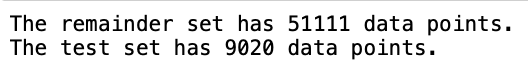 The remainder set has 51111 data points.
The test set has 9020 data points.